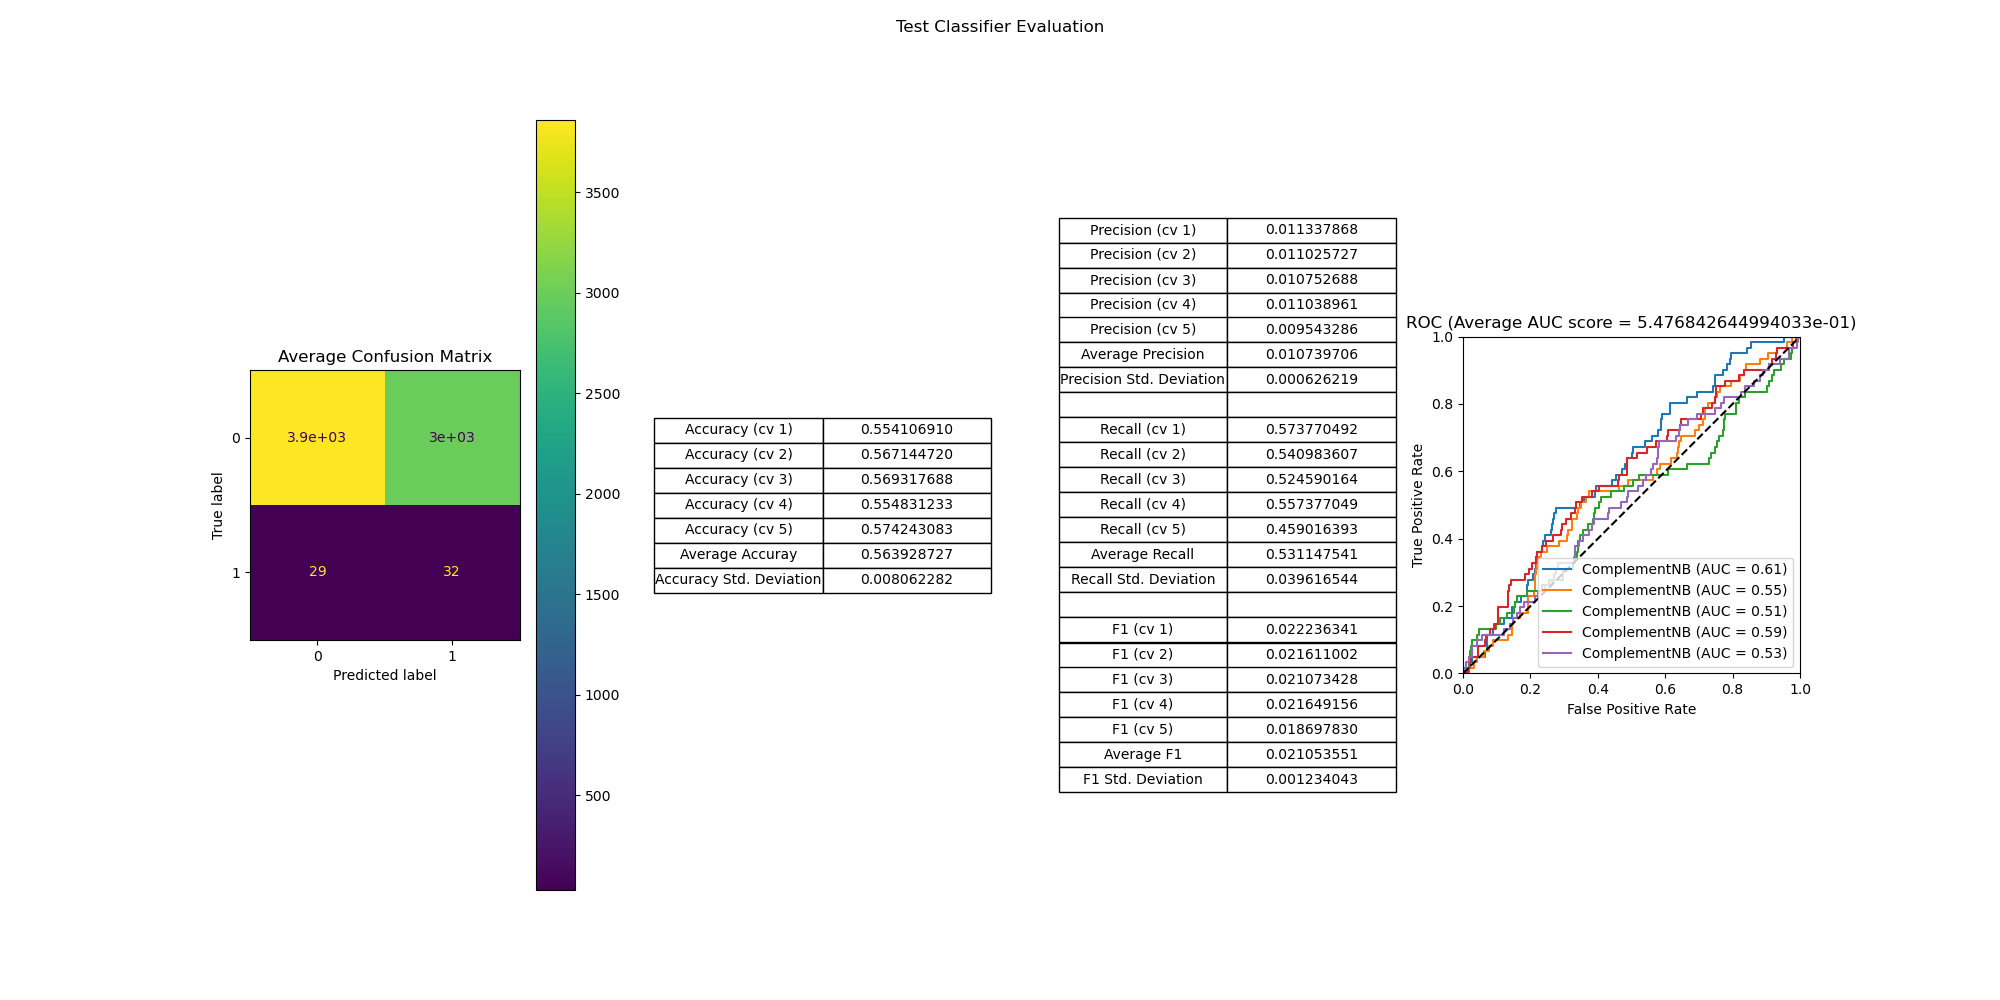 Test Classifier Evaluation
Average Confusion Matrix
True label
0
1
3.9e+03
3e+03
29
32
0
1
Predicted label
3500
3000
2500
2000
1500
1000
500
Accuracy (cv 1) 0.554106910
Accuracy (cv 2) 0.567144720
Accuracy (cv 3) 0.569317688
Accuracy (cv 4) 0.554831233
Accuracy (cv 5) 0.574243083
Average Accuray 0.563928727
Accuracy Std. Deviation 0.008062282
Precision (cv 1) 0.011337868
Precision (cv 2) 0.011025727
Precision (cv 3) 0.010752688
Precision (cv 4) 0.011038961
Precision (cv 5) 0.009543286
Average Precision 0.010739706
Precision Std. Deviation 0.000626219
Recall (cv 1) 0.573770492
Recall (cv 2) 0.540983607
Recall (cv 3) 0.524590164
Recall (cv 4) 0.557377049
Recall (cv 5) 0.459016393
Average Recall 0.531147541
Recall Std. Deviation 0.039616544
F1 (cv 1) 0.022236341
F1 (cv 2) 0.021611002
F1 (cv 3) 0.021073428
F1 (cv 4) 0.021649156
F1 (cv 5) 0.018697830
Average F1 0.021053551
F1 Std. Deviation 0.001234043
ROC (Average AUC score = 5.476842644994033e-01)
True Positive Rate
1.0
0.8
0.6
0.4
0.2
0.0
ComplementNB (AUC = 0.61)
ComplementNB (AUC = 0.55)
ComplementNB (AUC = 0.51)
ComplementNB (AUC = 0.59)
ComplementNB (AUC = 0.53)
0.0 0.2 0.4 0.6 0.8 1.0
False Positive Rate